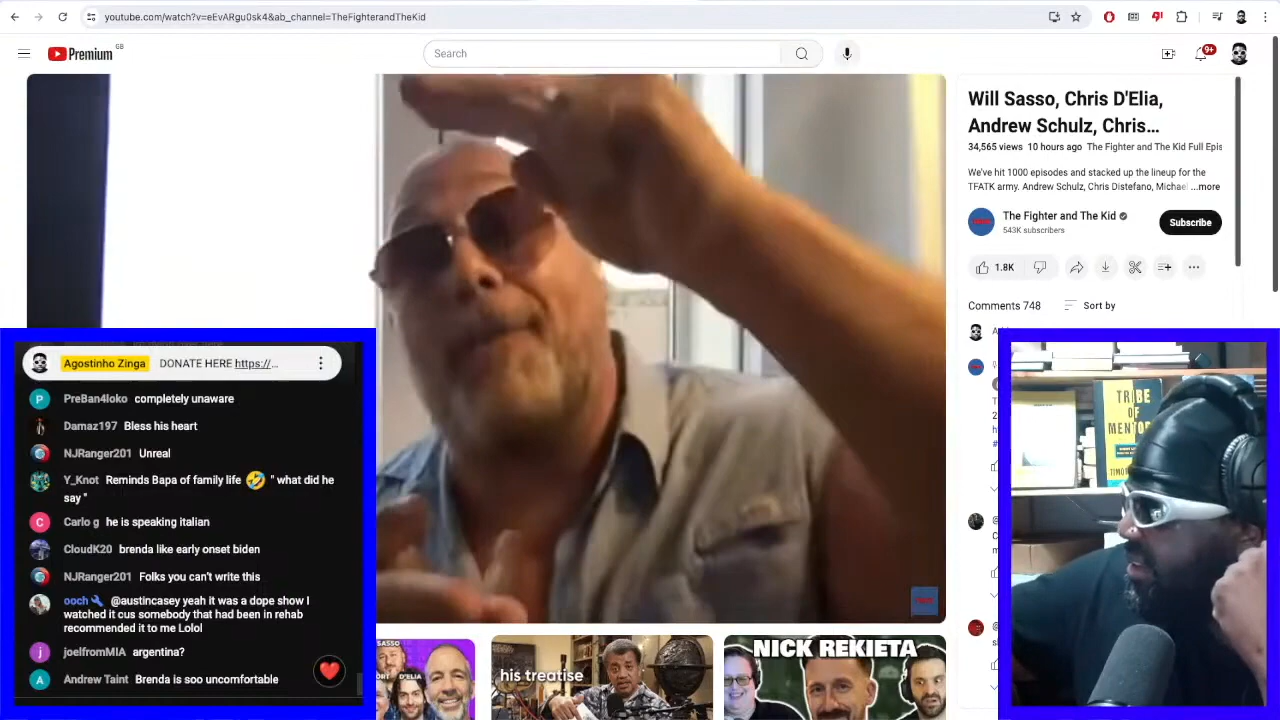 youtube.com/watch?v=eEvARgu0sk4&ab_channel=TheFighterandTheKid
Premium
GB
Search
9+
Will Sasso, Chris D'Elia,
Andrew Schulz, Chris…
34,565 views 10 hours ago The Fighter and The Kid Full Epis
We've hit 1000 episodes and stacked up the lineup for the
TFATK army. Andrew Schulz, Chris Distefano, Michael ...more
The Fighter and The Kid
543K subscribers
Subscribe
1.8K
Comments 748
Sort by
Agostinho Zinga DONATE HERE https://...
PreBan4loko completely unaware
Damaz197 Bless his heart
NJRanger201 Unreal
Y_Knot Reminds Bapa of family life 🤣 " what did he
say "
Carlo g he is speaking italian
CloudK20 brenda like early onset biden
NJRanger201 Folks you can't write this
ooch @austincasey yeah it was a dope show I
watched it cus somebody that had been in rehab
recommended it to me Lolol
joelfromMIA argentina?
Andrew Taint Brenda is soo uncomfortable
TRIBE
OF
MENTO
his treatise
NICK REKIETA